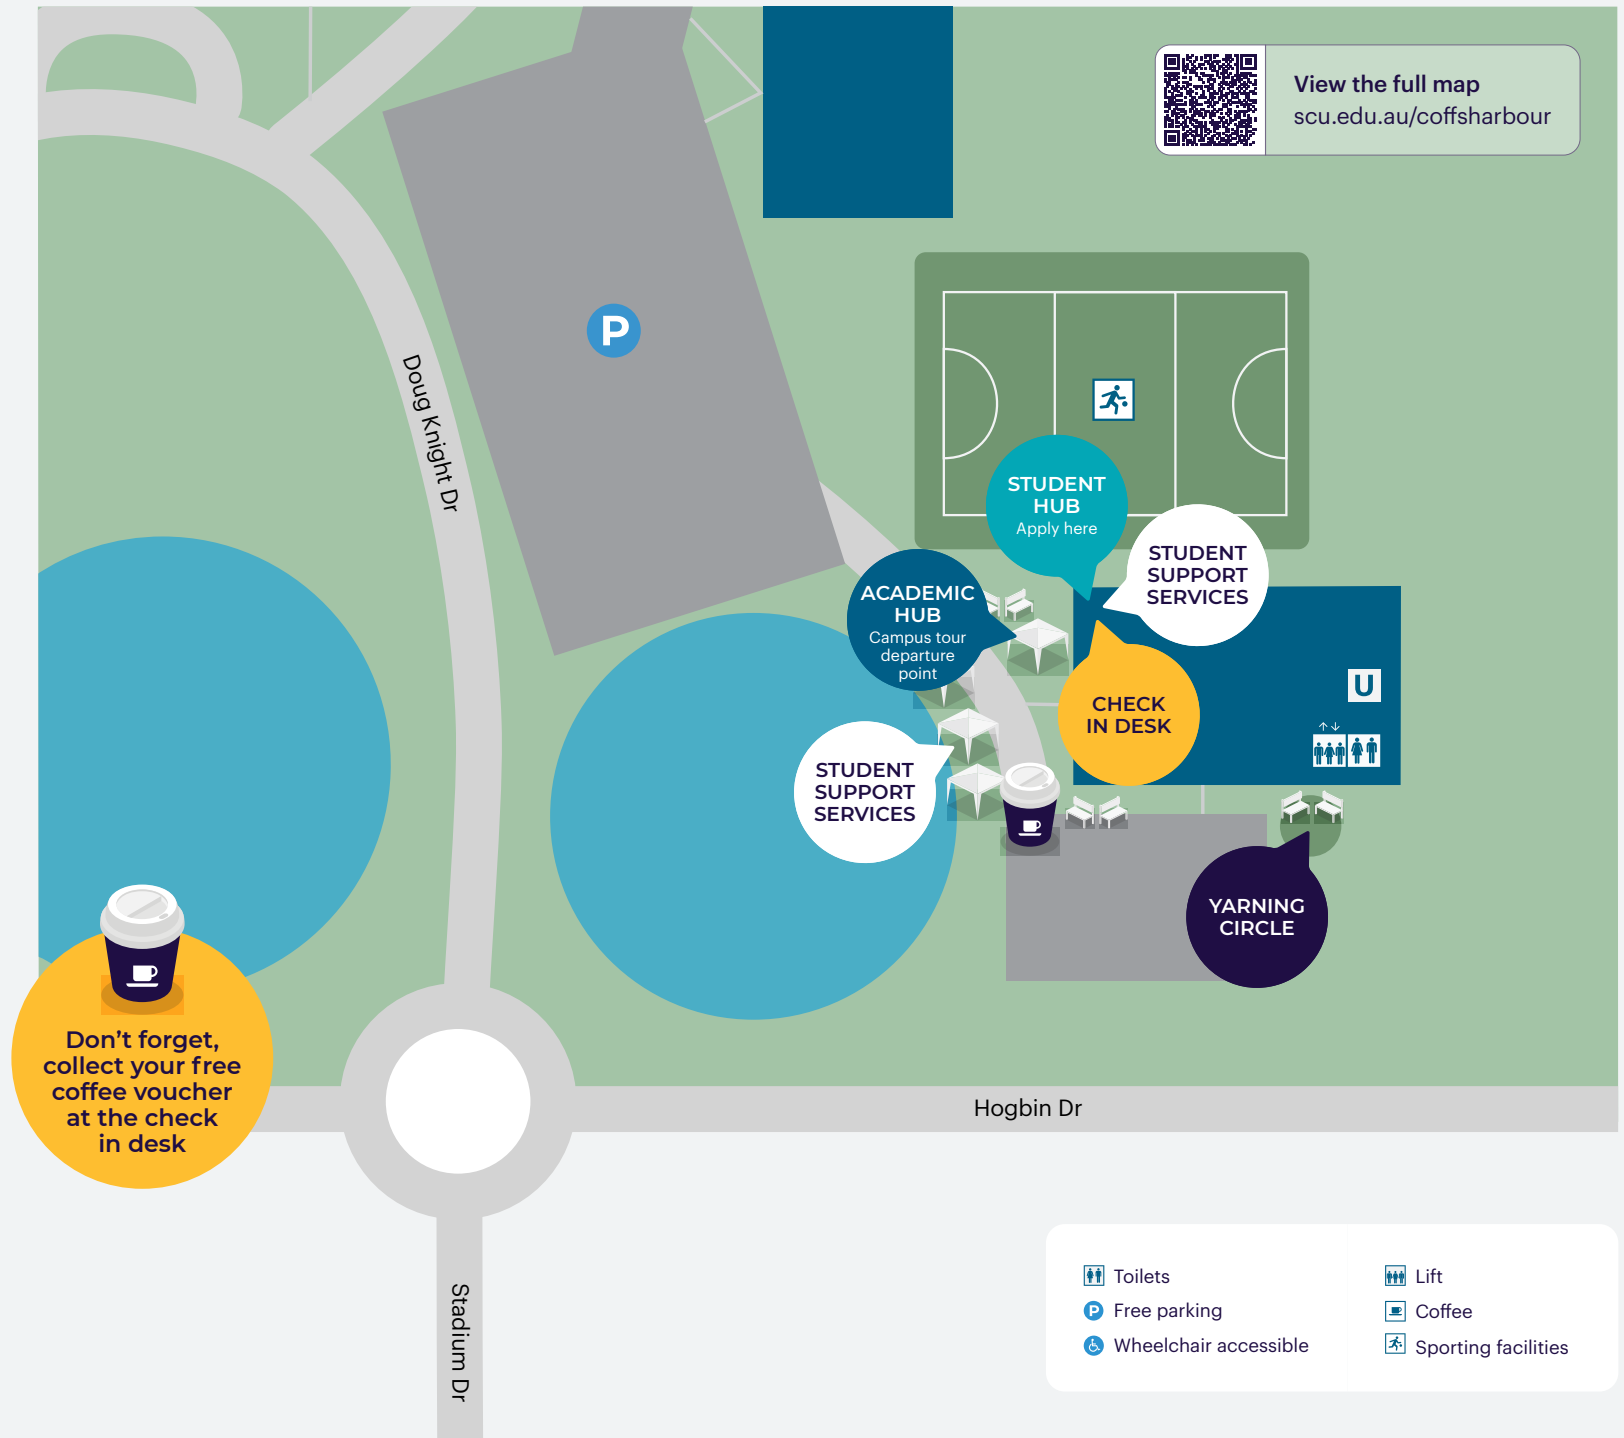 View the full map
scu.edu.au/coffsharbour
P
Doug Knight Dr
STUDENT
HUB
Apply here
STUDENT
SUPPORT
SERVICES
ACADEMIC
HUB
Campus tour
departure
point
U
CHECK
IN DESK
STUDENT
SUPPORT
SERVICES
YARNING
CIRCLE
Don’t forget,
collect your free
coffee voucher
at the check
in desk
Hogbin Dr
Stadium Dr
Toilets
P Free parking
Wheelchair accessible
Lift
Coffee
Sporting facilities